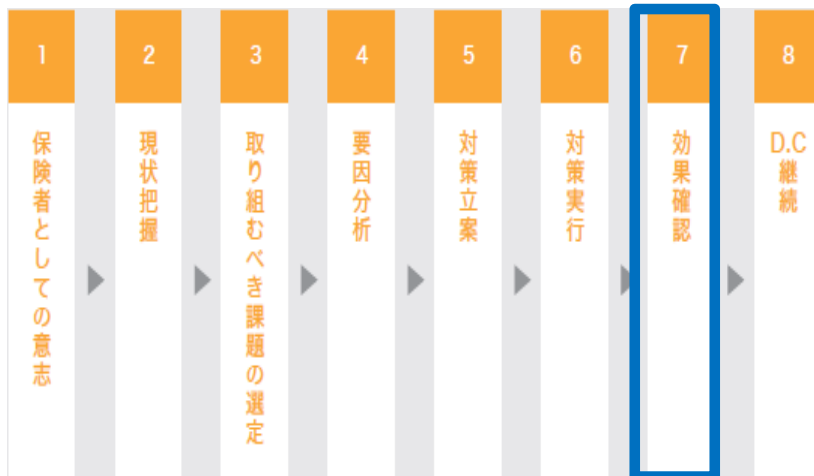 1
保険者としての意志
2
現状把握
3
取り組むべき課題の選定
4
要因分析
5
対策立案
6
対策実行
7
効果確認
8
D.C
継続